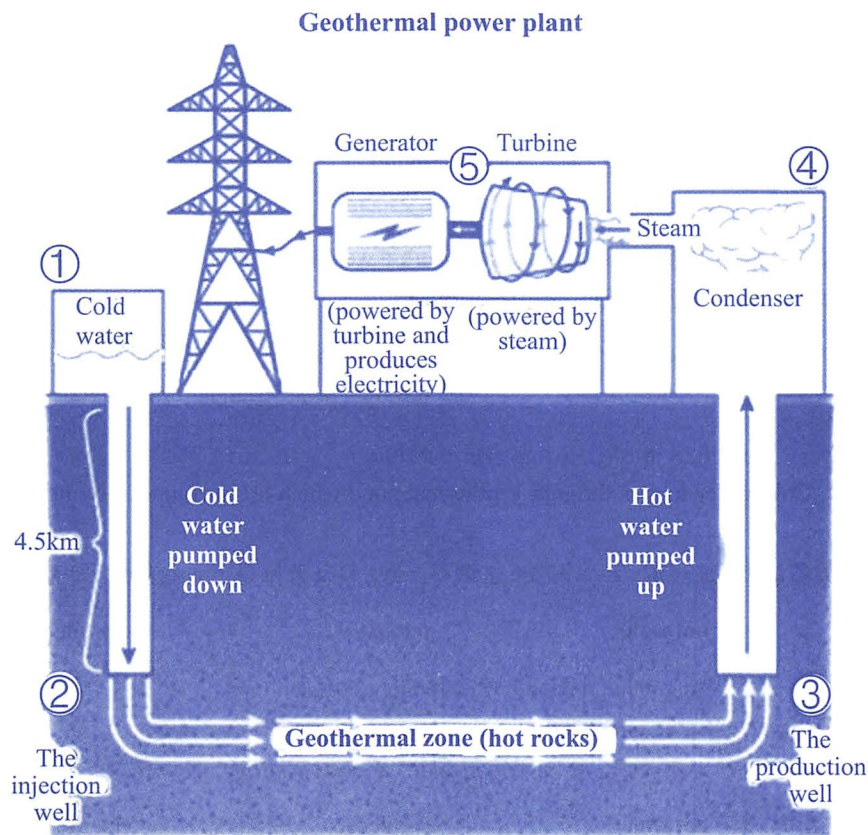 Geothermal power plant
Generator
Turbine
⑤
④
Steam
①
Cold
water
Condenser
(powered by
turbine and
produces
electricity)
(powered by
steam)
4.5km
Cold
water
pumped
down
Hot
water
pumped
up
②
The
injection
well
Geothermal zone (hot rocks)
③
The
production
well